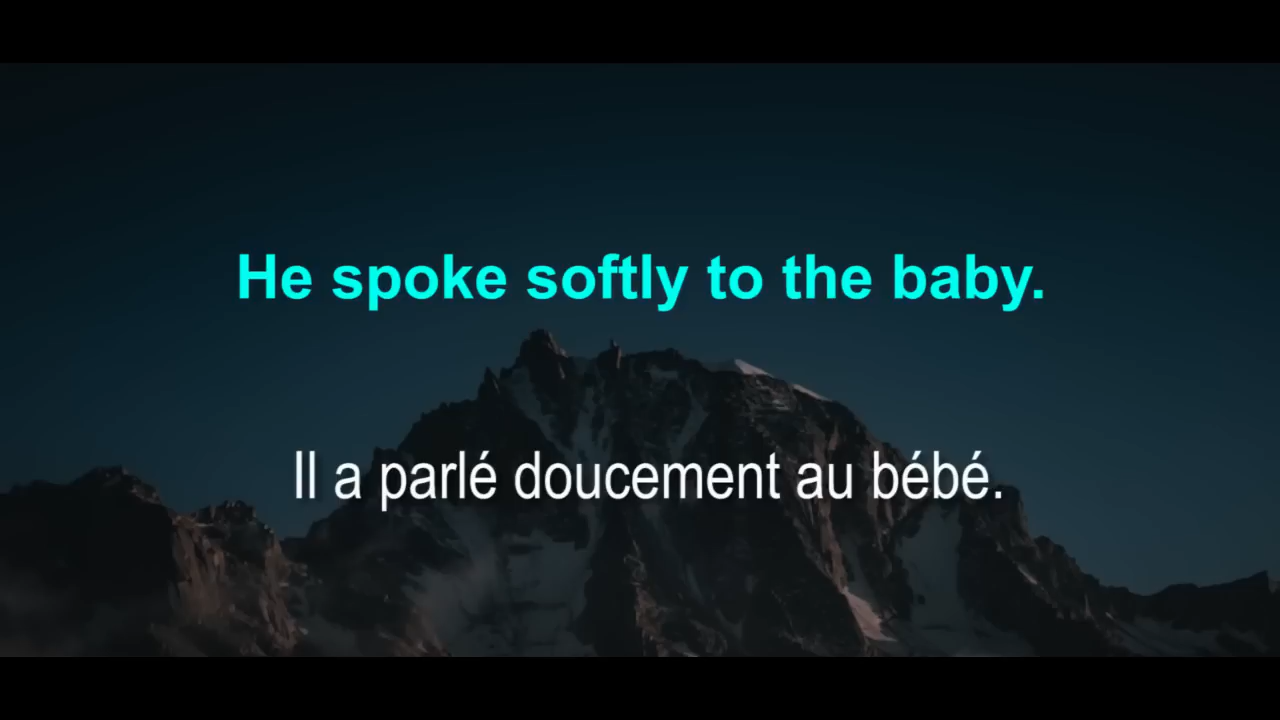 He spoke softly to the baby.
Il a parlé doucement au bébé.